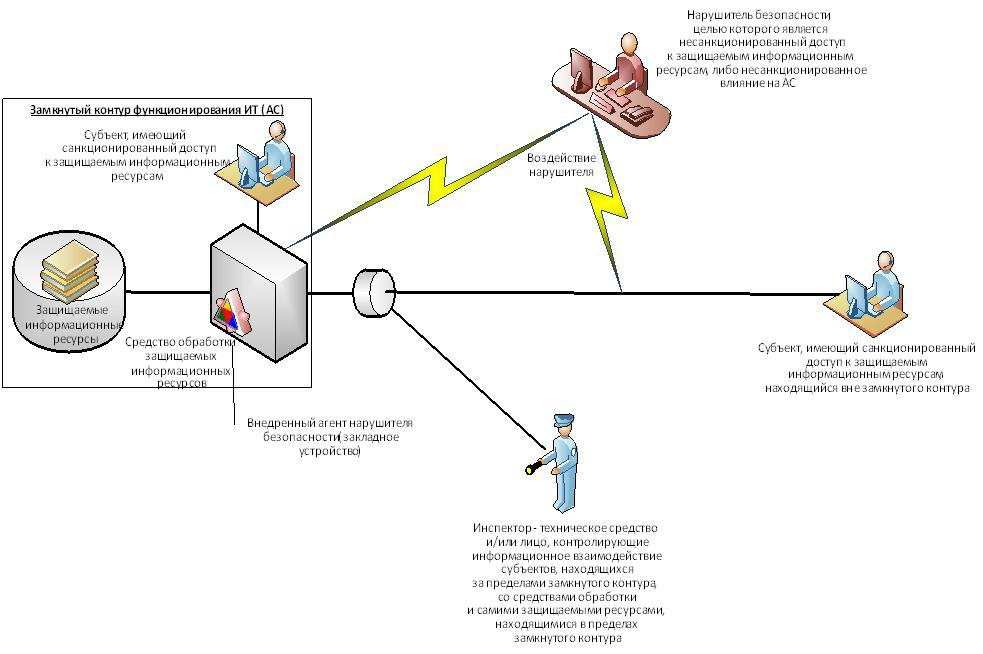 Нарушитель безопасности,
целью которого является
несанкционированный доступ
к защищаемым информационным
ресурсам, либо несанкционированное
влияние на АС
Замкнутый контур функционирования ИТ (АС)
Субъект, имеющий
санкционированный доступ
к защищаемым информационным
ресурсам
Воздействие
нарушителя
Защищаемые
информационные
ресурсы
Средство обработки
защищаемых
информационных
ресурсов
Субъект, имеющий санкционированный
доступ к защищаемым
информационным ресурсам,
находящийся вне замкнутого контура
Внедренный агент нарушителя
безопасности(закладное
устройство)
Инспектор - техническое средство
и/или лицо, контролирующие
информационное взаимодействие
субъектов, находящихся
за пределами замкнутого контура,
со средствами обработки
и самими защищаемыми ресурсами,
находящимися в пределах
замкнутого контура